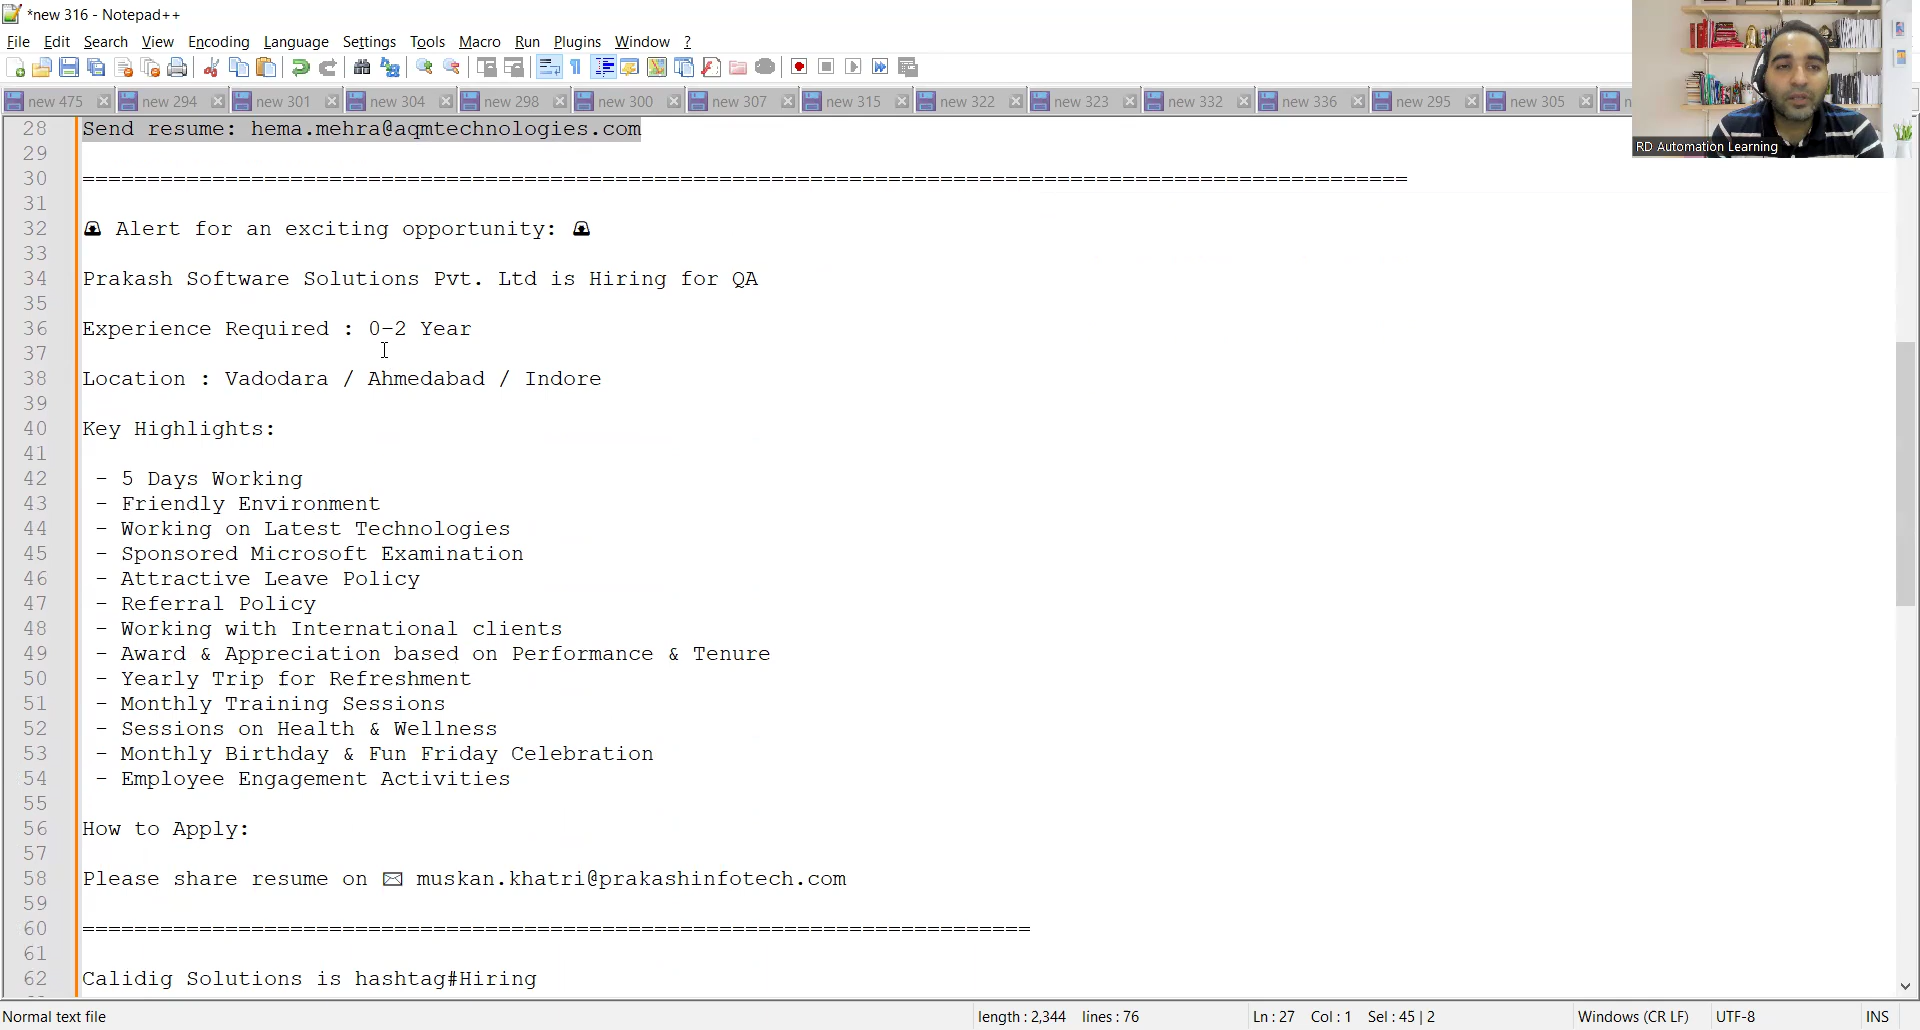 *new 316 - Notepad++
File Edit Search View Encoding Language Settings Tools Macro Run Plugins Window ?
new 475 new 294 new 301 new 304 new 298 new 300 new 307 new 315 new 322 new 323 new 332 new 336 new 295 new 305
RD Automation Learning
28 Send resume: hema.mehra@aqmtechnologies.com
29
30 ======================================================================================================
31
32 Alert for an exciting opportunity:
33
34 Prakash Software Solutions Pvt. Ltd is Hiring for QA
35
36 Experience Required : 0-2 Year
37
38 Location : Vadodara / Ahmedabad / Indore
39
40 Key Highlights:
41
42 - 5 Days Working
43 - Friendly Environment
44 - Working on Latest Technologies
45 - Sponsored Microsoft Examination
46 - Attractive Leave Policy
47 - Referral Policy
48 - Working with International clients
49 - Award & Appreciation based on Performance & Tenure
50 - Yearly Trip for Refreshment
51 - Monthly Training Sessions
52 - Sessions on Health & Wellness
53 - Monthly Birthday & Fun Friday Celebration
54 - Employee Engagement Activities
55
56 How to Apply:
57
58 Please share resume on ✉ muskan.khatri@prakashinfotech.com
59
60 =========================================================================
61
62 Calidig Solutions is hashtag#Hiring
Normal text file length : 2,344 lines : 76 Ln : 27 Col : 1 Sel : 45 | 2 Windows (CR LF) UTF-8 INS